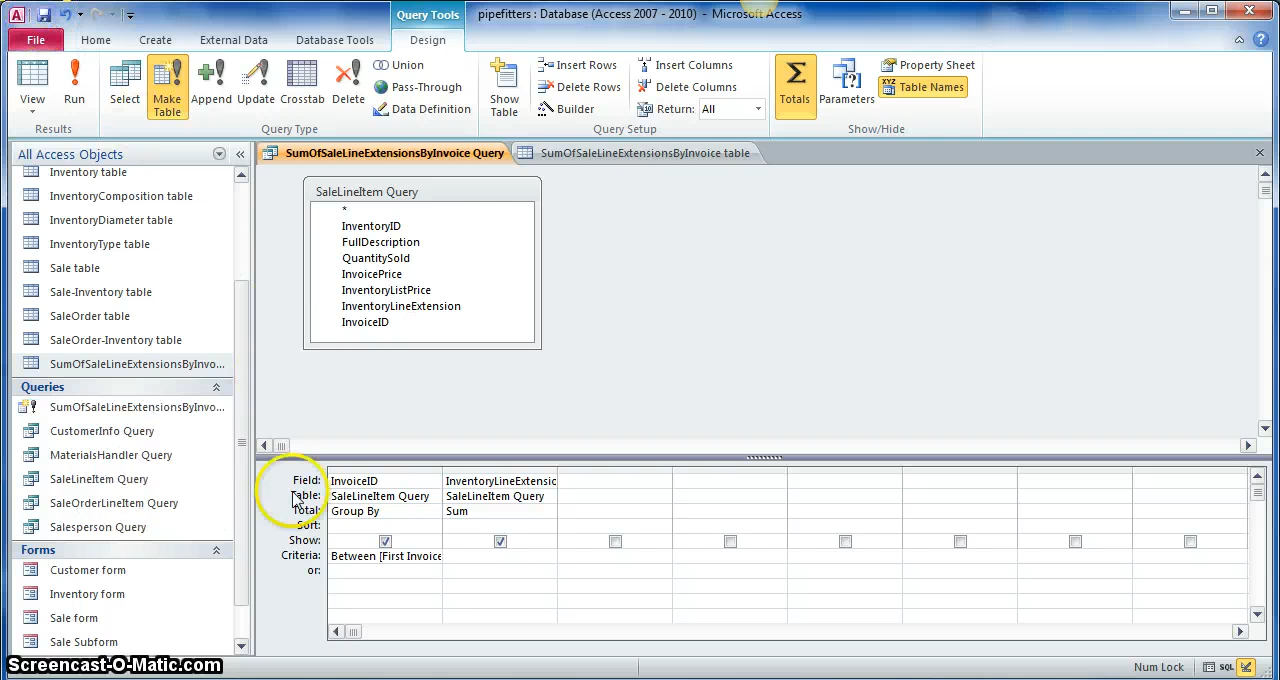 Query Tools
pipefitters : Database (Access 2007 - 2010) - Microsoft Access
File Home Create External Data Database Tools Design
View Run Select Make Table Append Update Crosstab Delete
Union
Pass-Through
Data Definition
Show Table
Insert Rows
Delete Rows
Builder
Insert Columns
Delete Columns
Return: All
Totals Parameters
Property Sheet
XYZ Table Names
Results Query Type Query Setup Show/Hide
All Access Objects
Inventory table
InventoryComposition table
InventoryDiameter table
InventoryType table
Sale table
Sale-Inventory table
SaleOrder table
SaleOrder-Inventory table
SumOfSaleLineExtensionsByInvo...
Queries
SumOfSaleLineExtensionsByInvo...
CustomerInfo Query
MaterialsHandler Query
SaleLineItem Query
SaleOrderLineItem Query
Salesperson Query
Forms
Customer form
Inventory form
Sale form
Sale Subform
SumOfSaleLineExtensionsByInvoice Query
SumOfSaleLineExtensionsByInvoice table
SaleLineItem Query
*
InventoryID
FullDescription
QuantitySold
InvoicePrice
InventoryListPrice
InventoryLineExtension
InvoiceID
Field: InvoiceID InventoryLineExtensic
Table: SaleLineItem Query SaleLineItem Query
Total: Group By Sum
Sort:
Show:
Criteria: Between [First Invoice
or:
Screencast-O-Matic.com
Num Lock
SQL